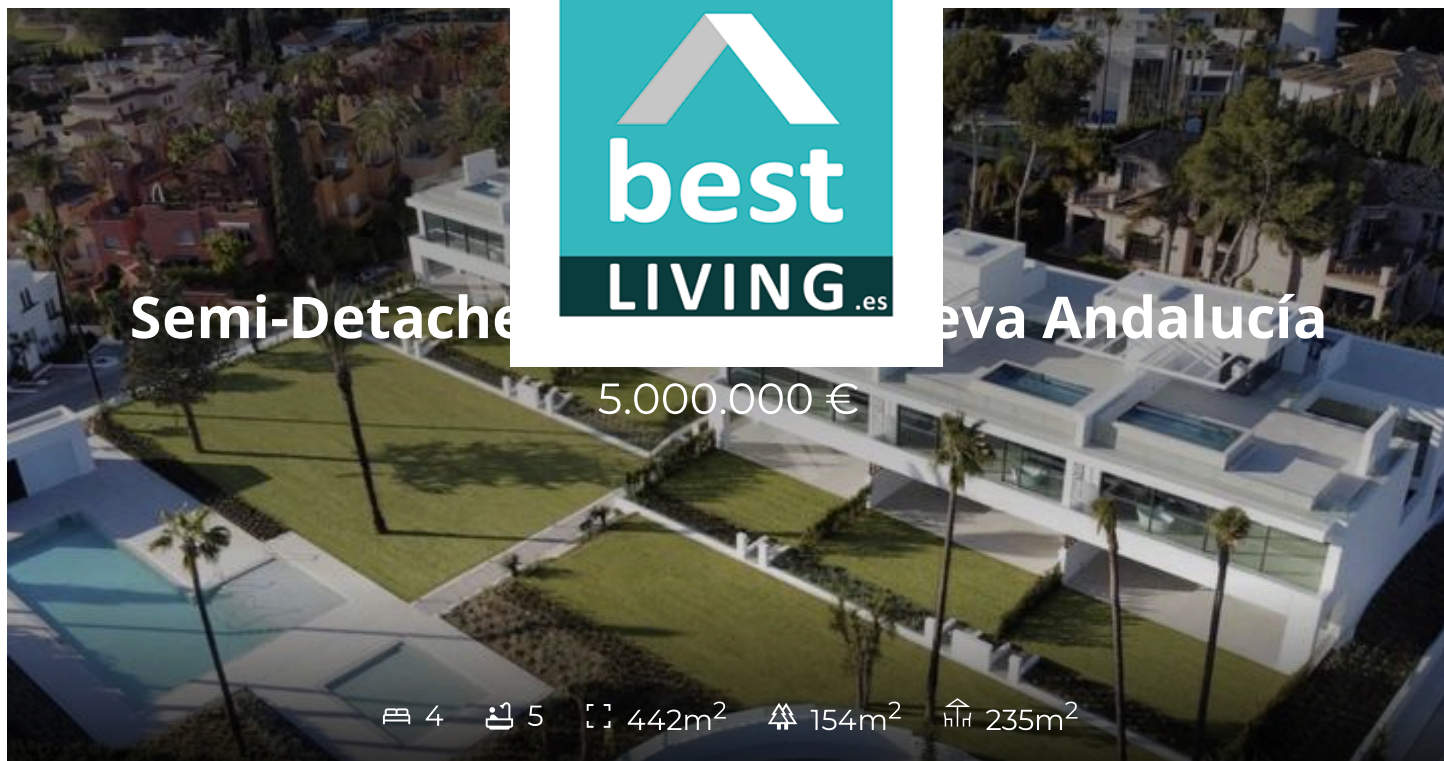 best
LIVING.es
Semi-Detache eva Andalucía
5.000.000 €
4 5 442m² 154m² 235m²